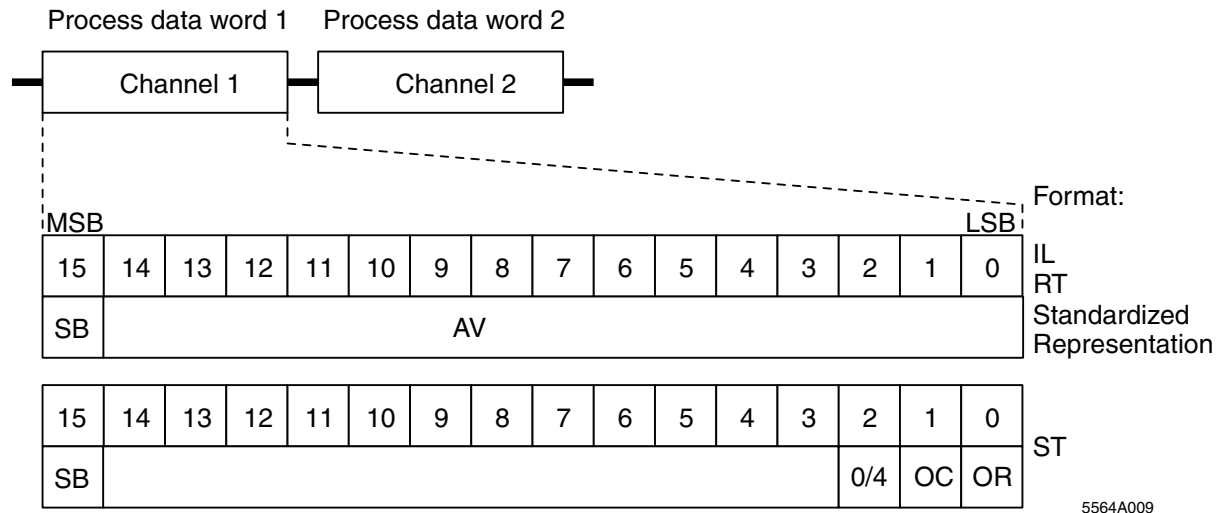 Process data word 1 Process data word 2
Channel 1 Channel 2
Format:
MSB LSB
15 14 13 12 11 10 9 8 7 6 5 4 3 2 1 0
IL
RT
SB AV
Standardized
Representation
15 14 13 12 11 10 9 8 7 6 5 4 3 2 1 0
ST
SB 0/4 OC OR
5564A009